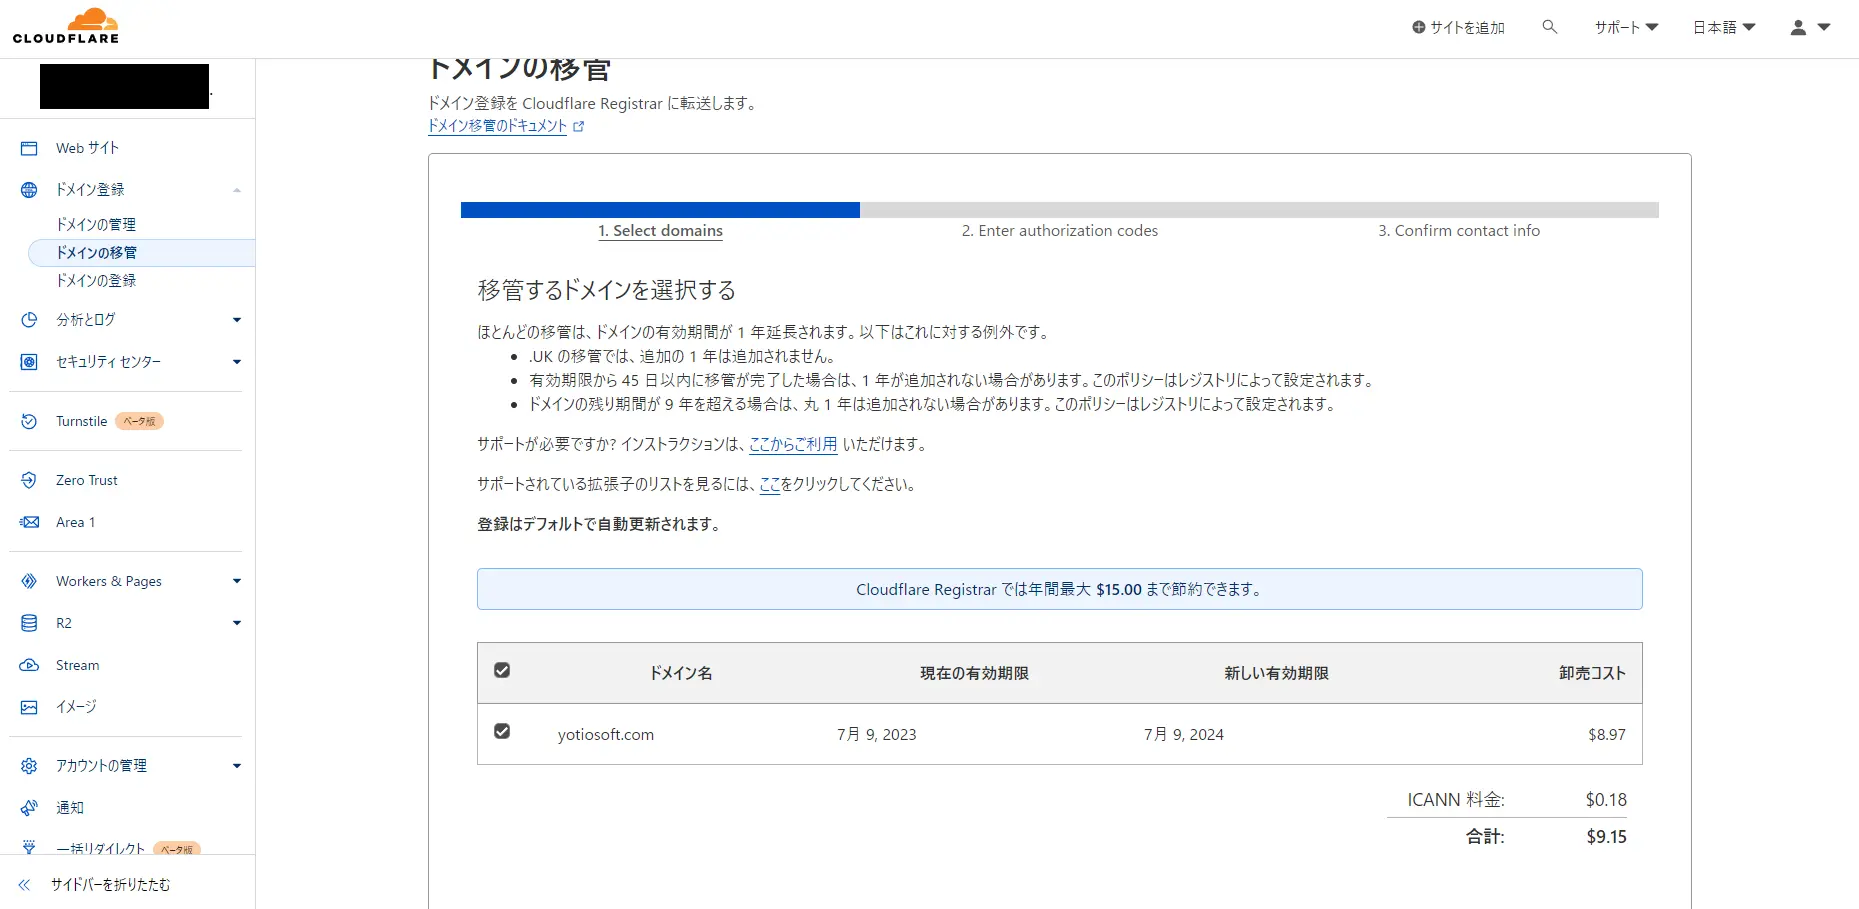 CLOUDFLARE
サイトを追加
サポート
日本語
.
Web サイト
ドメイン登録
ドメインの管理
ドメインの移管
ドメインの登録
分析とログ
セキュリティ センター
Turnstile ベータ版
Zero Trust
Area 1
Workers & Pages
R2
Stream
イメージ
アカウントの管理
通知
一括リダイレクト ベータ版
サイドバーを折りたたむ
ドメインの移管
ドメイン登録を Cloudflare Registrar に転送します。
ドメイン移管のドキュメント
1. Select domains
2. Enter authorization codes
3. Confirm contact info
移管するドメインを選択する
ほとんどの移管は、ドメインの有効期間が 1 年延長されます。以下はこれに対する例外です。
• .UK の移管では、追加の 1 年は追加されません。
• 有効期限から 45 日以内に移管が完了した場合は、1 年が追加されない場合があります。このポリシーはレジストリによって設定されます。
• ドメインの残り期間が 9 年を超える場合は、丸 1 年は追加されない場合があります。このポリシーはレジストリによって設定されます。
サポートが必要ですか? インストラクションは、ここからご利用 いただけます。
サポートされている拡張子のリストを見るには、ここをクリックしてください。
登録はデフォルトで自動更新されます。
Cloudflare Registrar では年間最大 $15.00 まで節約できます。
ドメイン名 現在の有効期限 新しい有効期限 卸売コスト
yotiosoft.com 7月 9, 2023 7月 9, 2024 $8.97
ICANN 料金: $0.18
合計: $9.15